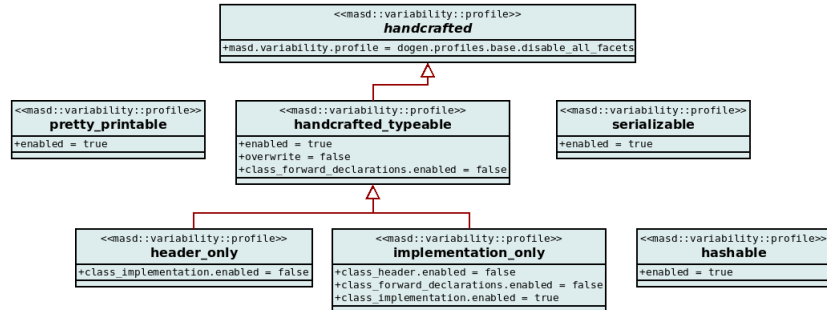 <<masd::variability::profile>>
handcrafted
+masd.variability.profile = dogen.profiles.base.disable_all_facets
<<masd::variability::profile>>
pretty_printable
+enabled = true
<<masd::variability::profile>>
handcrafted_typeable
+enabled = true
+overwrite = false
+class_forward_declarations.enabled = false
<<masd::variability::profile>>
serializable
+enabled = true
<<masd::variability::profile>>
header_only
+class_implementation.enabled = false
<<masd::variability::profile>>
implementation_only
+class_header.enabled = false
+class_forward_declarations.enabled = false
+class_implementation.enabled = true
<<masd::variability::profile>>
hashable
+enabled = true